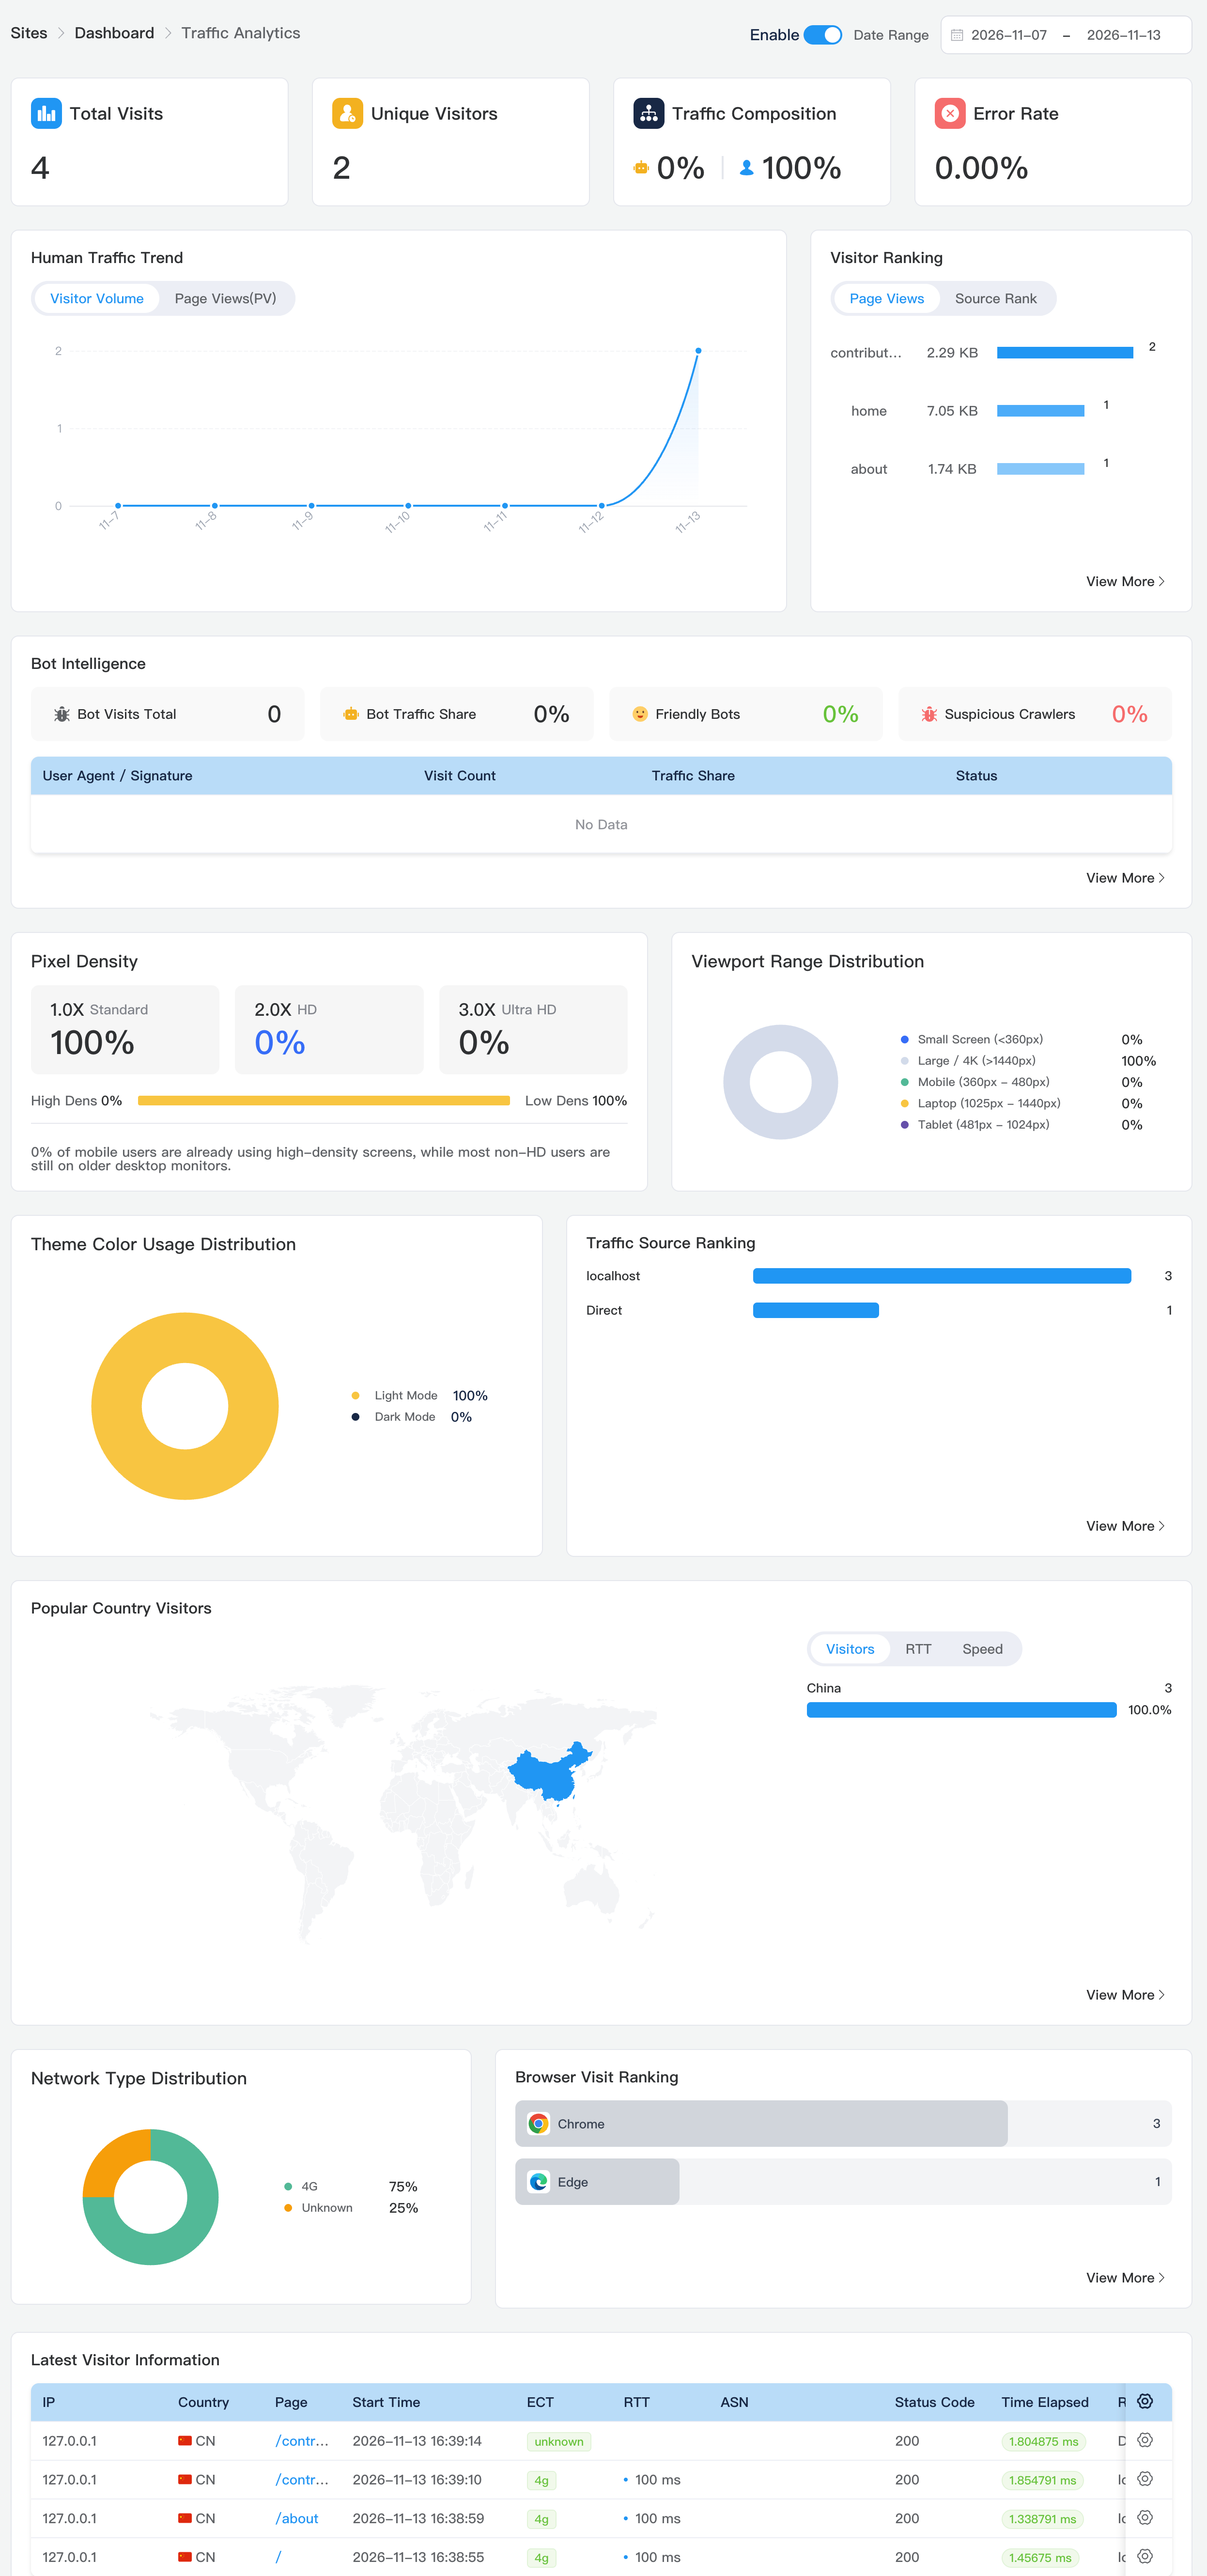 Sites > Dashboard > Traffic Analytics
Enable Date Range 2026-11-07 - 2026-11-13
Total Visits
4
Unique Visitors
2
Traffic Composition
0% | 100%
Error Rate
0.00%
Human Traffic Trend
Visitor Volume Page Views(PV)
2
1
0
11-7 11-8 11-9 11-10 11-11 11-12 11-13
Visitor Ranking
Page Views Source Rank
contribut... 2.29 KB 2
home 7.05 KB 1
about 1.74 KB 1
View More >
Bot Intelligence
Bot Visits Total 0
Bot Traffic Share 0%
Friendly Bots 0%
Suspicious Crawlers 0%
User Agent / Signature Visit Count Traffic Share Status
No Data
View More >
Pixel Density
1.0X Standard
100%
2.0X HD
0%
3.0X Ultra HD
0%
High Dens 0% Low Dens 100%
0% of mobile users are already using high-density screens, while most non-HD users are
still on older desktop monitors.
Viewport Range Distribution
Small Screen (<360px) 0%
Large / 4K (>1440px) 100%
Mobile (360px - 480px) 0%
Laptop (1025px - 1440px) 0%
Tablet (481px - 1024px) 0%
Theme Color Usage Distribution
Light Mode 100%
Dark Mode 0%
Traffic Source Ranking
localhost 3
Direct 1
View More >
Popular Country Visitors
Visitors RTT Speed
China 3
100.0%
View More >
Network Type Distribution
4G 75%
Unknown 25%
Browser Visit Ranking
Chrome 3
Edge 1
View More >
Latest Visitor Information
IP Country Page Start Time ECT RTT ASN Status Code Time Elapsed
127.0.0.1 CN /contr... 2026-11-13 16:39:14 unknown 200 1.804875 ms
127.0.0.1 CN /contr... 2026-11-13 16:39:10 4g 100 ms 200 1.854791 ms
127.0.0.1 CN /about 2026-11-13 16:38:59 4g 100 ms 200 1.338791 ms
127.0.0.1 CN / 2026-11-13 16:38:55 4g 100 ms 200 1.45675 ms